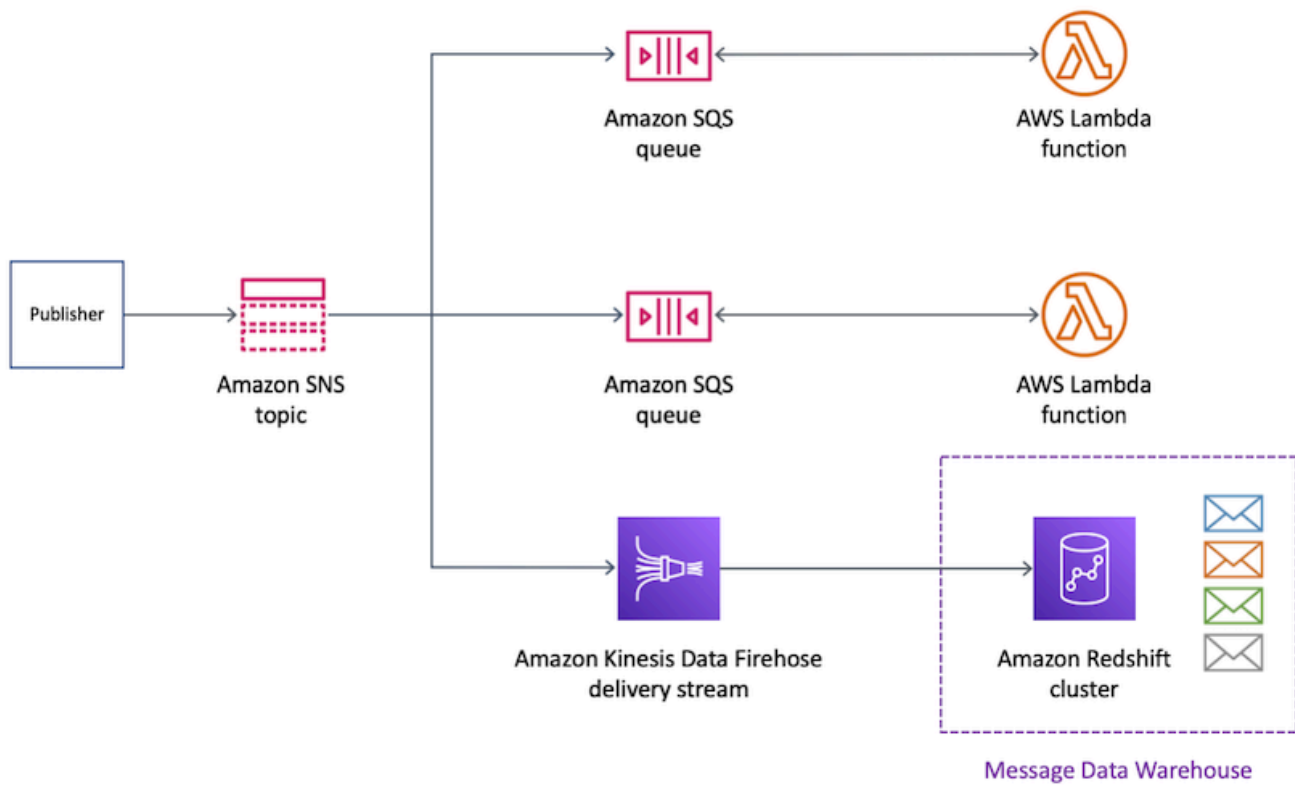 Amazon SQS
queue
AWS Lambda
function
Publisher
Amazon SNS
topic
Amazon SQS
queue
AWS Lambda
function
Amazon Kinesis Data Firehose
delivery stream
Amazon Redshift
cluster
Message Data Warehouse